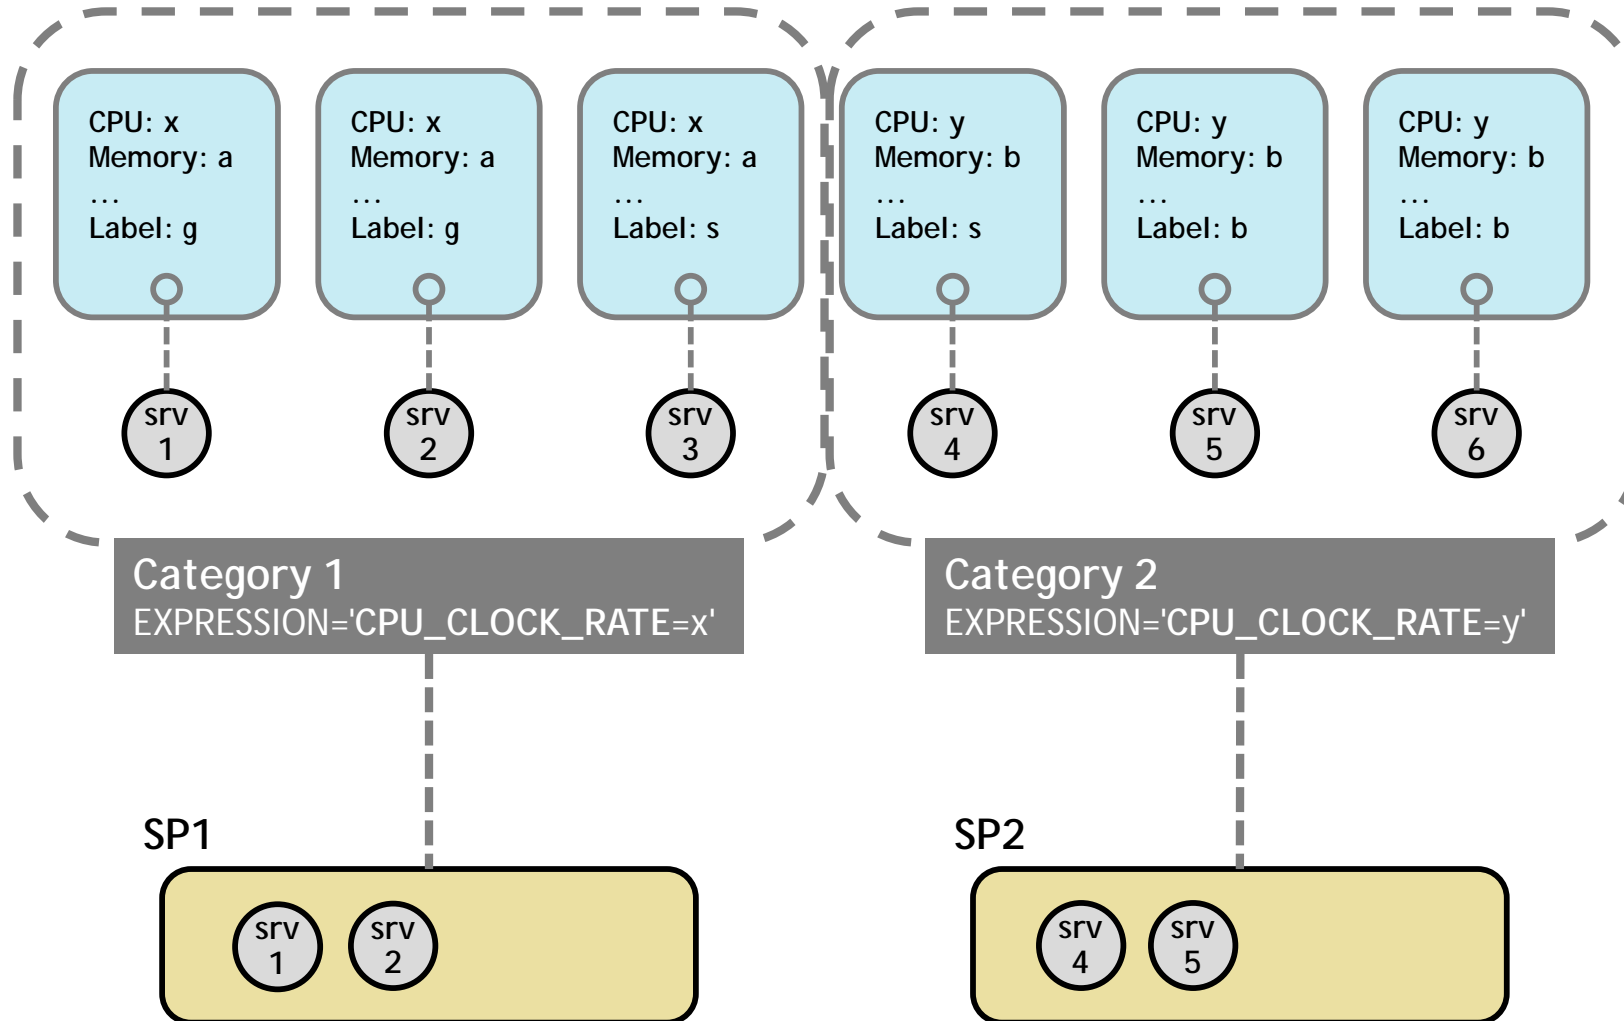 CPU: x
Memory: a
...
Label: g
CPU: x
Memory: a
...
Label: g
CPU: x
Memory: a
...
Label: s
CPU: y
Memory: b
...
Label: s
CPU: y
Memory: b
...
Label: b
CPU: y
Memory: b
...
Label: b
srv
1
srv
2
srv
3
srv
4
srv
5
srv
6
Category 1
EXPRESSION='CPU_CLOCK_RATE=x'
Category 2
EXPRESSION='CPU_CLOCK_RATE=y'
SP1
srv
1
srv
2
SP2
srv
4
srv
5